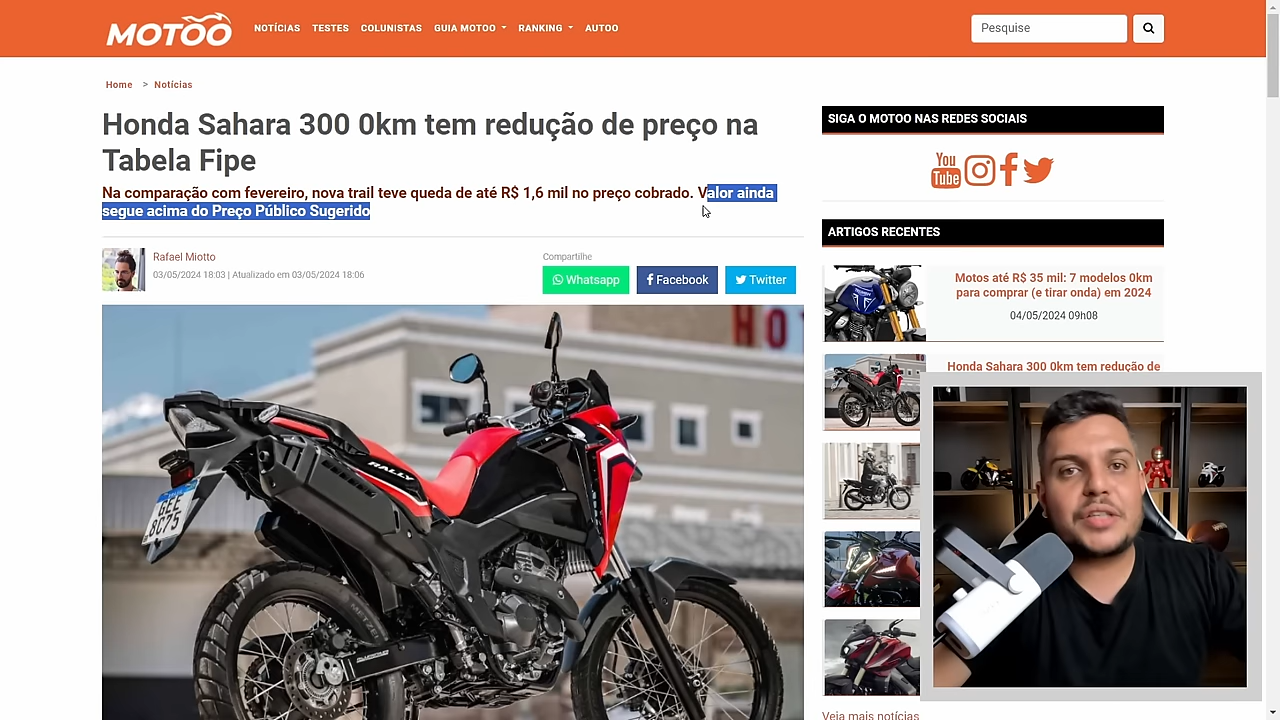 MOTOO
NOTÍCIAS TESTES COLUNISTAS GUIA MOTOO RANKING AUTOO
Pesquise
Home > Notícias
Honda Sahara 300 0km tem redução de preço na
Tabela Fipe
Na comparação com fevereiro, nova trail teve queda de até R$ 1,6 mil no preço cobrado. Valor ainda
segue acima do Preço Público Sugerido
Rafael Miotto
03/05/2024 18:03 | Atualizado em 03/05/2024 18:06
Compartilhe
Whatsapp
Facebook
Twitter
HO
RALLY
GEE
8C75
SIGA O MOTOO NAS REDES SOCIAIS
You
Tube
ARTIGOS RECENTES
Motos até R$ 35 mil: 7 modelos 0km
para comprar (e tirar onda) em 2024
04/05/2024 09h08
Honda Sahara 300 0km tem redução de
Veja mais notícias